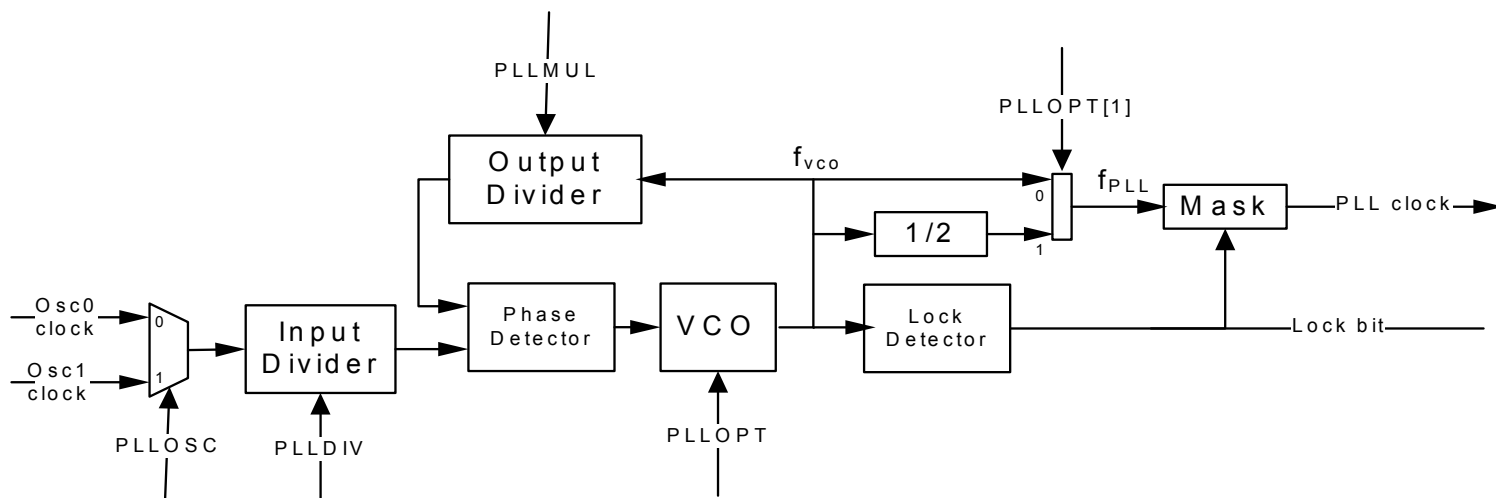 PLLMUL
PLLOPT[1]
Output
Divider
fvco
0
fPLL
Mask
PLL clock
1/2
1
Osc0
clock
0
Input
Divider
Phase
Detector
VCO
Lock
Detector
Lock bit
Osc1
clock
1
PLLOSC
PLLDIV
PLLOPT